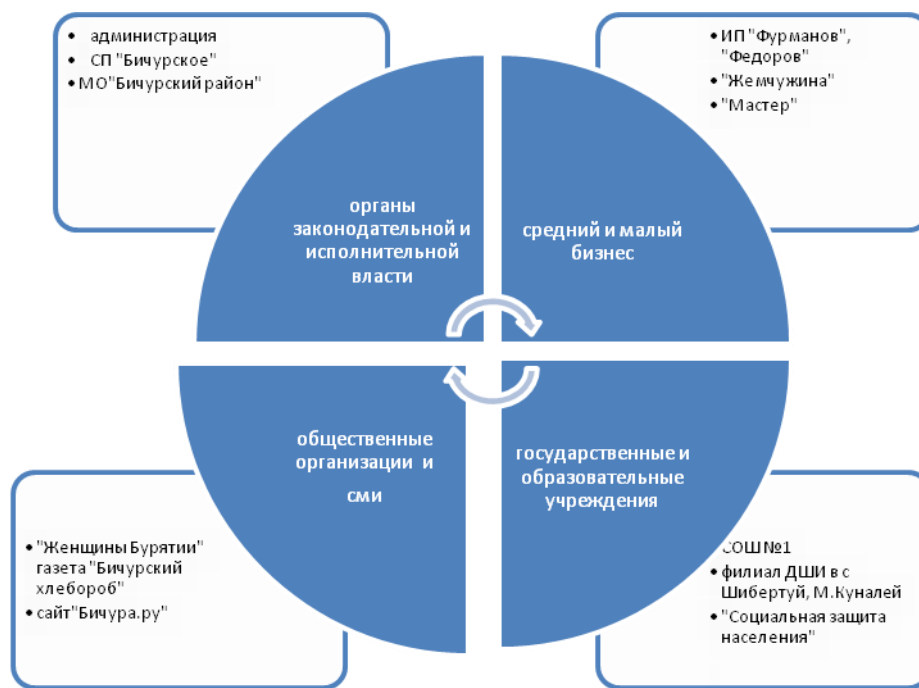 администрация
СП "Бичурское"
МО"Бичурский район"
ИП "Фурманов",
"Федоров"
"Жемчужина"
"Мастер"
органы
законодательной и
исполнительной
власти
средний и малый
бизнес
общественные
организации и
сми
государственные и
образовательные
учреждения
"Женщины Бурятии"
газета "Бичурский
хлебороб"
сайт"Бичура.ру"
СОШ №1
филиал ДШИ в с
Шибертуй, М.Куналей
"Социальная защита
населения"